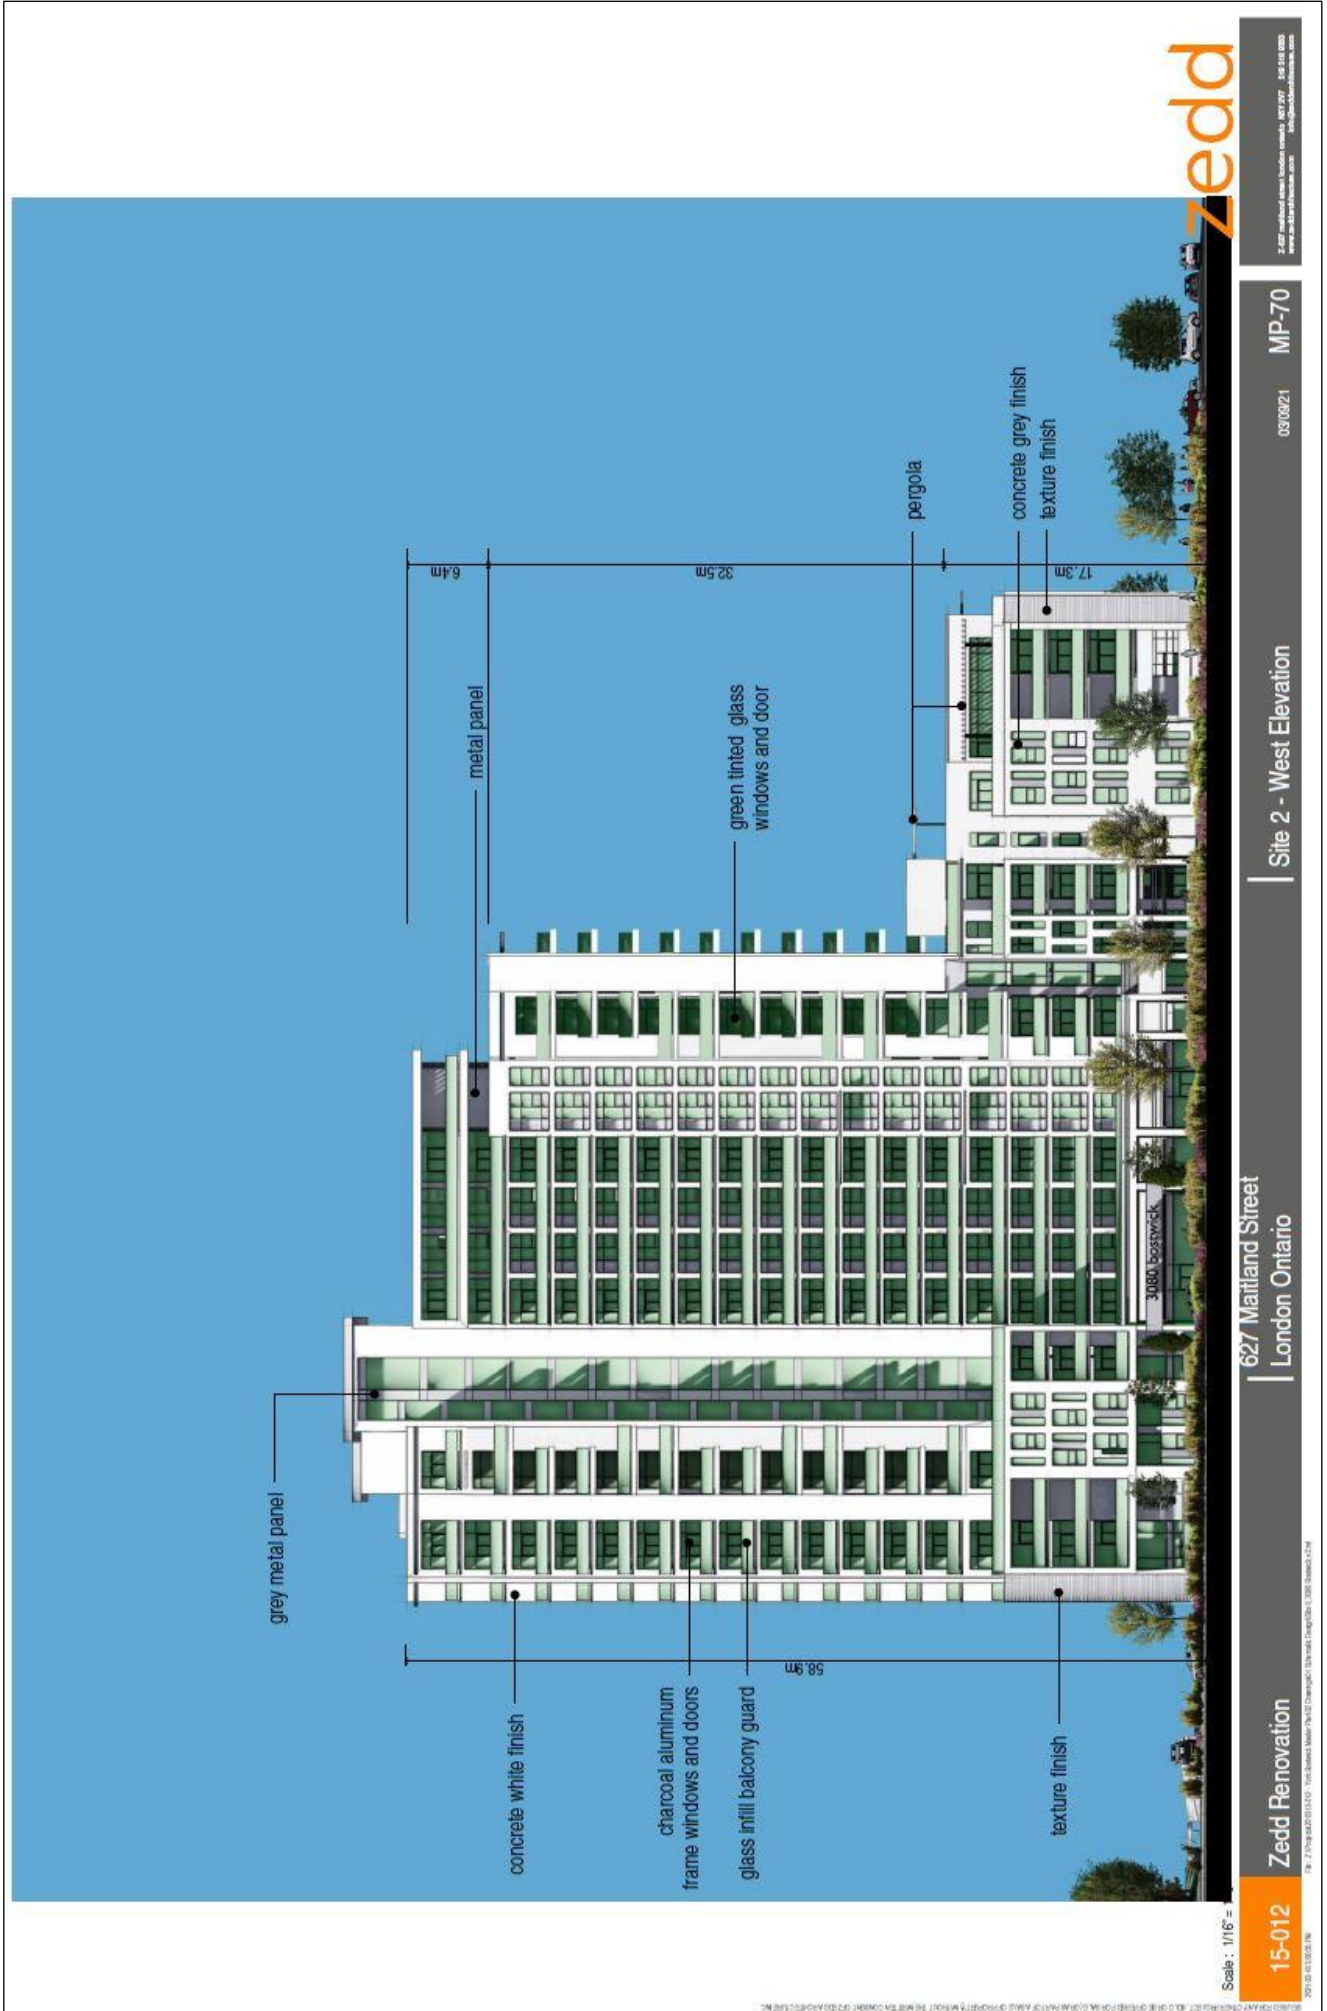 grey metal panel
metal panel
6.4m
32.5m
17.3m
green tinted glass
windows and door
pergola
concrete grey finish
texture finish
concrete white finish
charcoal aluminum
frame windows and doors
glass infill balcony guard
58.9m
texture finish
3080 bostwick
Scale : 1/16" =
zedd
15-012
Zedd Renovation
627 Maitland Street
London Ontario
Site 2 - West Elevation
03/09/21
MP-70